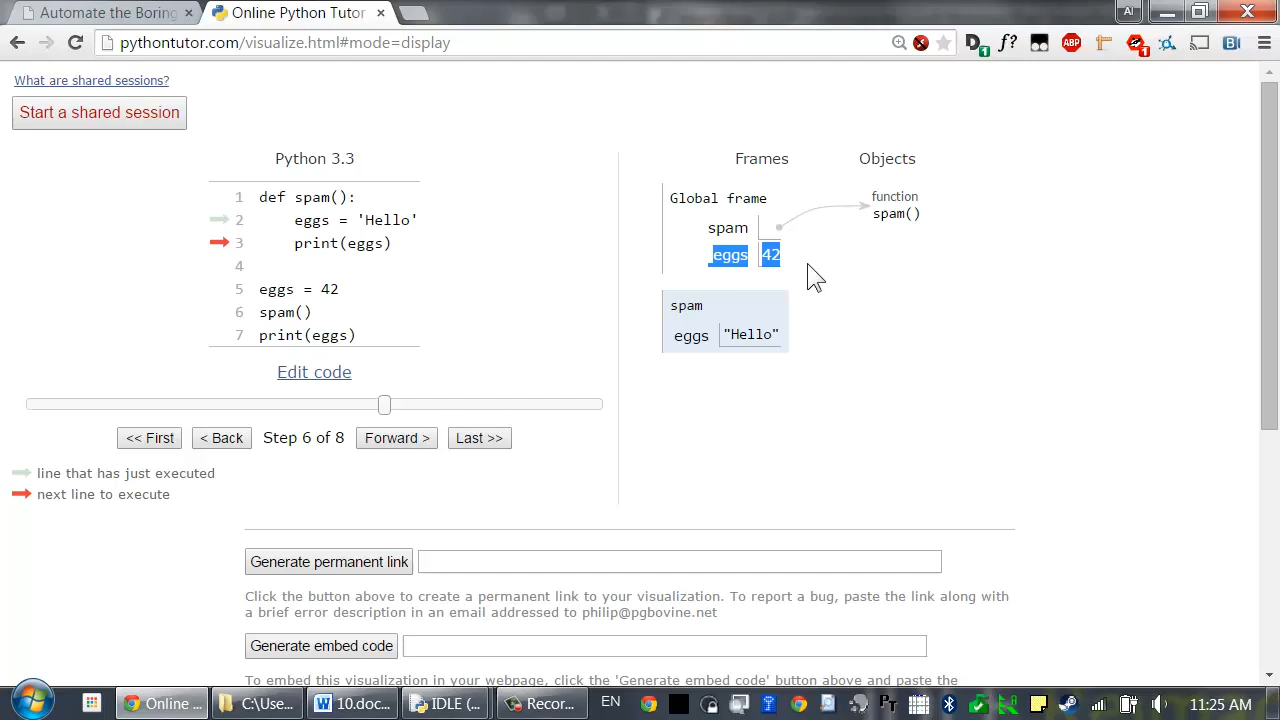 Automate the Boring
Online Python Tutor
Ai
pythontutor.com/visualize.html#mode=display
D 1
f?
ABP
1
What are shared sessions?
Start a shared session
Python 3.3
Frames
Objects
1 def spam():
2 eggs = 'Hello'
3 print(eggs)
4
5 eggs = 42
6 spam()
7 print(eggs)
Global frame
spam
eggs 42
function
spam()
spam
eggs "Hello"
Edit code
<< First
< Back
Step 6 of 8
Forward >
Last >>
line that has just executed
next line to execute
Generate permanent link
Click the button above to create a permanent link to your visualization. To report a bug, paste the link along with
a brief error description in an email addressed to philip@pgbovine.net
Generate embed code
To embed this visualization in your webpage, click the 'Generate embed code' button above and paste the
Online ...
C:\Use...
10.doc...
IDLE (...
Recor...
EN
11:25 AM